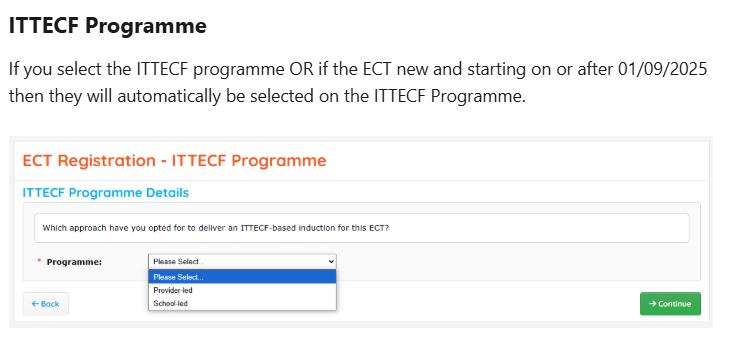 ITTECF Programme
If you select the ITTECF programme OR if the ECT new and starting on or after 01/09/2025
then they will automatically be selected on the ITTECF Programme.
ECT Registration - ITTECF Programme
ITTECF Programme Details
Which approach have you opted for to deliver an ITTECF-based induction for this ECT?
* Programme: Please Select...
Please Select...
Provider-led
School-led
← Back → Continue